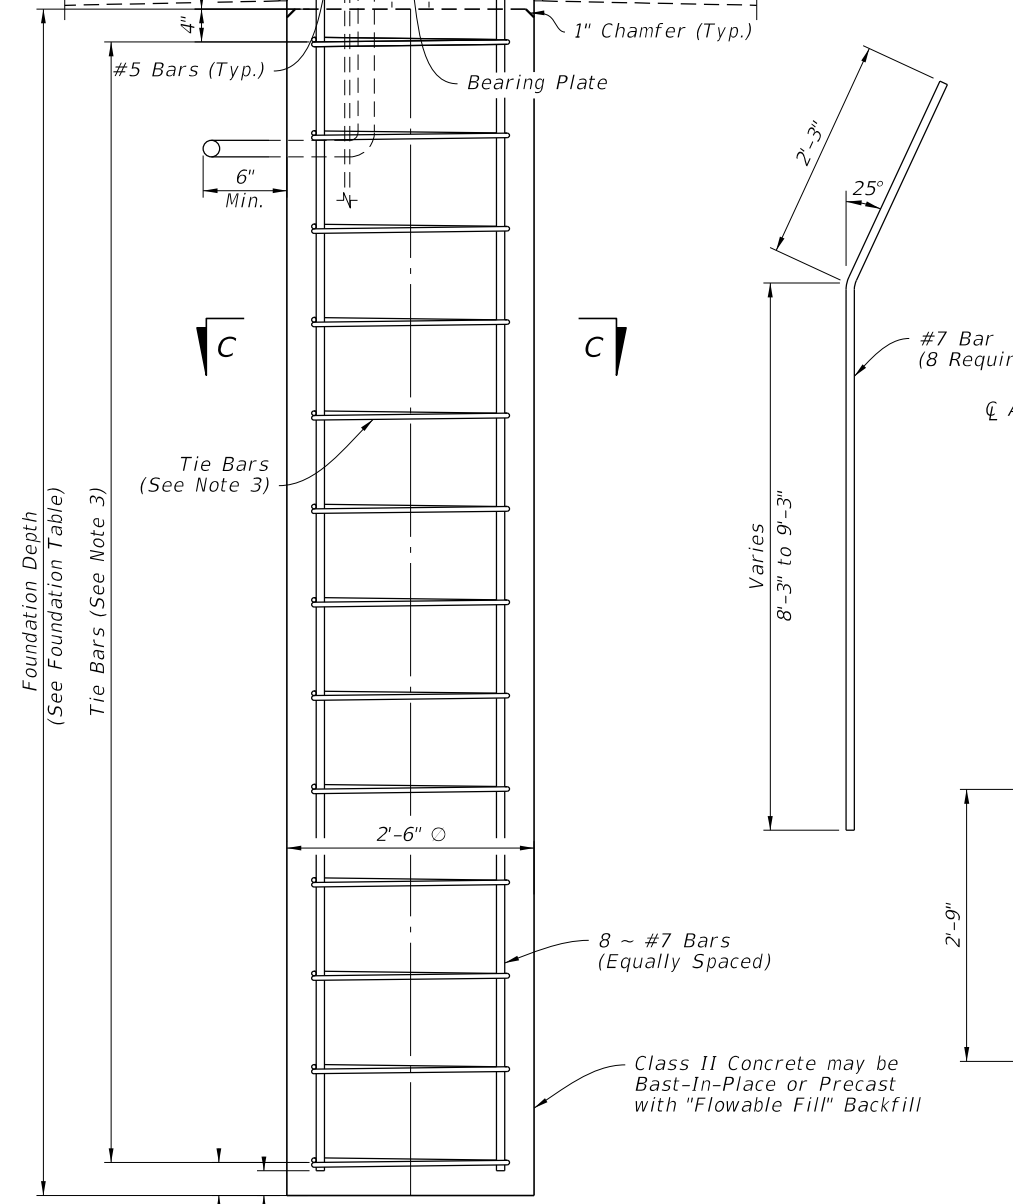 4"
1" Chamfer (Typ.)
#5 Bars (Typ.)
Bearing Plate
2'-3"
25°
6"
Min.
C
C
#7 Bar
(8 Requir
℄ A
Tie Bars
(See Note 3)
Foundation Depth
(See Foundation Table)
Tie Bars (See Note 3)
Varies
8'-3" to 9'-3"
2'-6" ∅
2'-9"
8 ~ #7 Bars
(Equally Spaced)
Class II Concrete may be
Bast-In-Place or Precast
with "Flowable Fill" Backfill